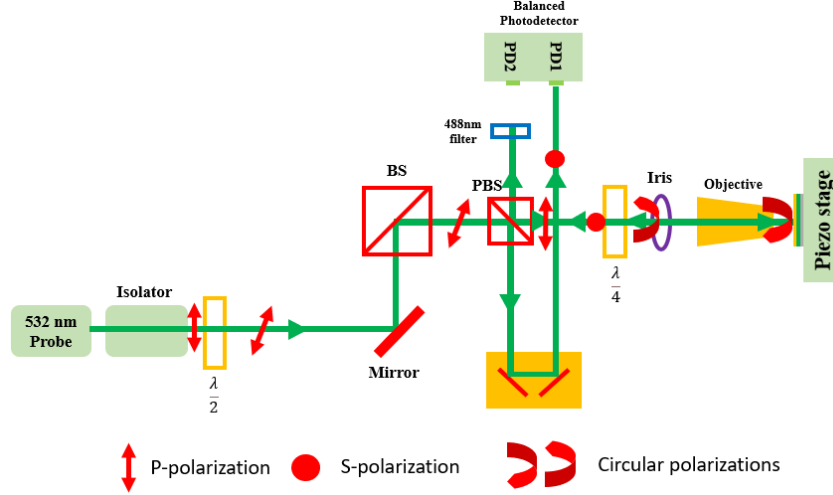 Balanced
Photodetector
PD2
PD1
488nm
filter
BS
PBS
Iris
Objective
Piezo stage
λ
4
Isolator
532 nm
Probe
λ
2
Mirror
P-polarization
S-polarization
Circular polarizations